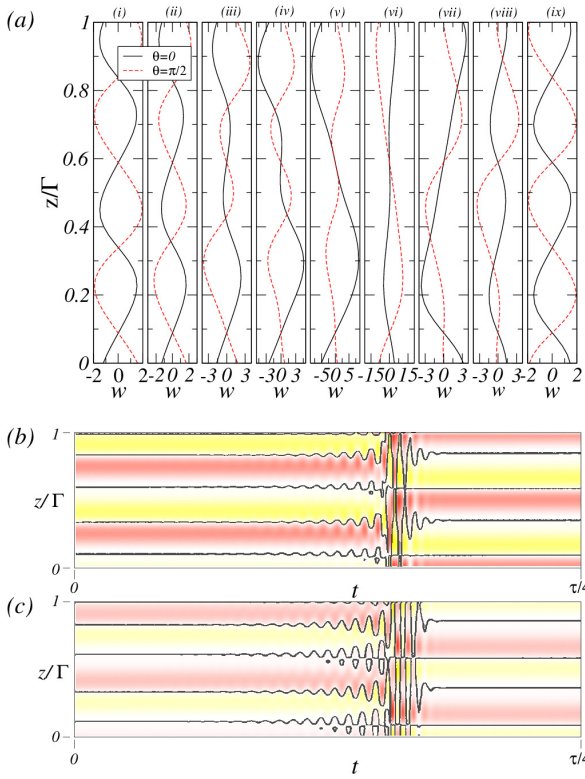 (a) (i) (ii) (iii) (iv) (v) (vi) (vii) (viii) (ix)
1
θ=0
θ=π/2
0.8
0.6
z/Γ
0.4
0.2
0
-2 0 2 -2 0 2 -3 0 3 -3 0 3 -5 0 5 -15 0 15 -3 0 3 -3 0 3 -2 0 2
w w w w w w w w w
(b) 1
z/Γ
0
0 t τ/4
(c) 1
z/Γ
0
0 t τ/4